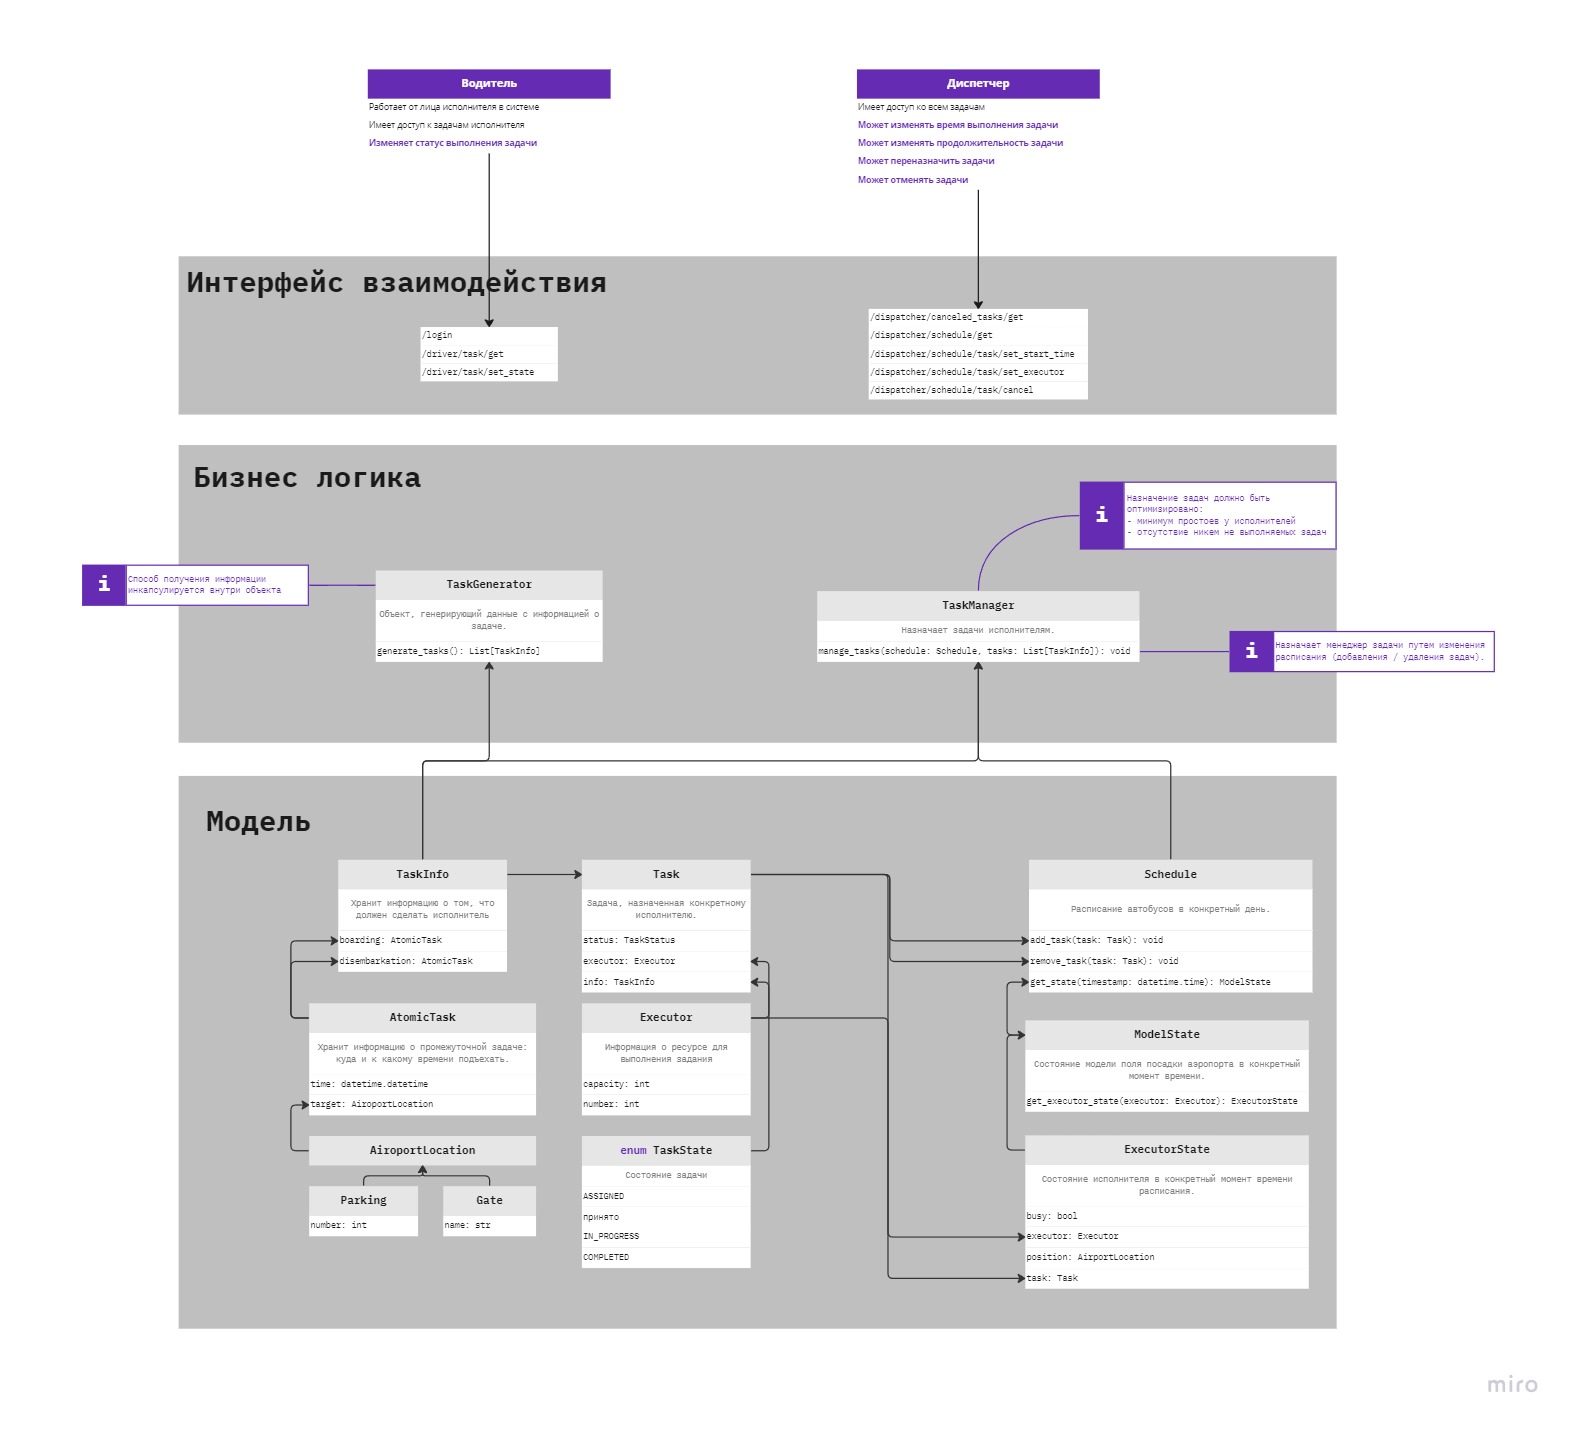 Водитель
Работает от лица исполнителя в системе
Имеет доступ к задачам исполнителя
Изменяет статус выполнения задачи
Диспетчер
Имеет доступ ко всем задачам
Может изменять время выполнения задачи
Может изменять продолжительность задачи
Может переназначить задачи
Может отменять задачи
Интерфейс взаимодействия
/login
/driver/task/get
/driver/task/set_state
/dispatcher/canceled_tasks/get
/dispatcher/schedule/get
/dispatcher/schedule/task/set_start_time
/dispatcher/schedule/task/set_executor
/dispatcher/schedule/task/cancel
Бизнес логика
i
Назначение задач должно быть
оптимизировано:
- минимум простоев у исполнителей
- отсутствие никем не выполняемых задач
i
Способ получения информации
инкапсулируется внутри объекта
TaskGenerator
Объект, генерирующий данные с информацией о
задаче.
generate_tasks(): List[TaskInfo]
TaskManager
Назначает задачи исполнителям.
manage_tasks(schedule: Schedule, tasks: List[TaskInfo]): void
i
Назначает менеджер задачи путем изменения
расписания (добавления / удаления задач).
Модель
TaskInfo
Хранит информацию о том, что
должен сделать исполнитель
boarding: AtomicTask
disembarkation: AtomicTask
Task
Задача, назначенная конкретному
исполнителю.
status: TaskStatus
executor: Executor
info: TaskInfo
Schedule
Расписание автобусов в конкретный день.
add_task(task: Task): void
remove_task(task: Task): void
get_state(timestamp: datetime.time): ModelState
AtomicTask
Хранит информацию о промежуточной задаче:
куда и к какому времени подъехать.
time: datetime.datetime
target: AiroportLocation
Executor
Информация о ресурсе для
выполнения задания
capacity: int
number: int
ModelState
Состояние модели поля посадки аэропорта в конкретный
момент времени.
get_executor_state(executor: Executor): ExecutorState
AiroportLocation
Parking
number: int
Gate
name: str
enum TaskState
Состояние задачи
ASSIGNED
принято
IN_PROGRESS
COMPLETED
ExecutorState
Состояние исполнителя в конкретный момент времени
расписания.
busy: bool
executor: Executor
position: AirportLocation
task: Task
miro